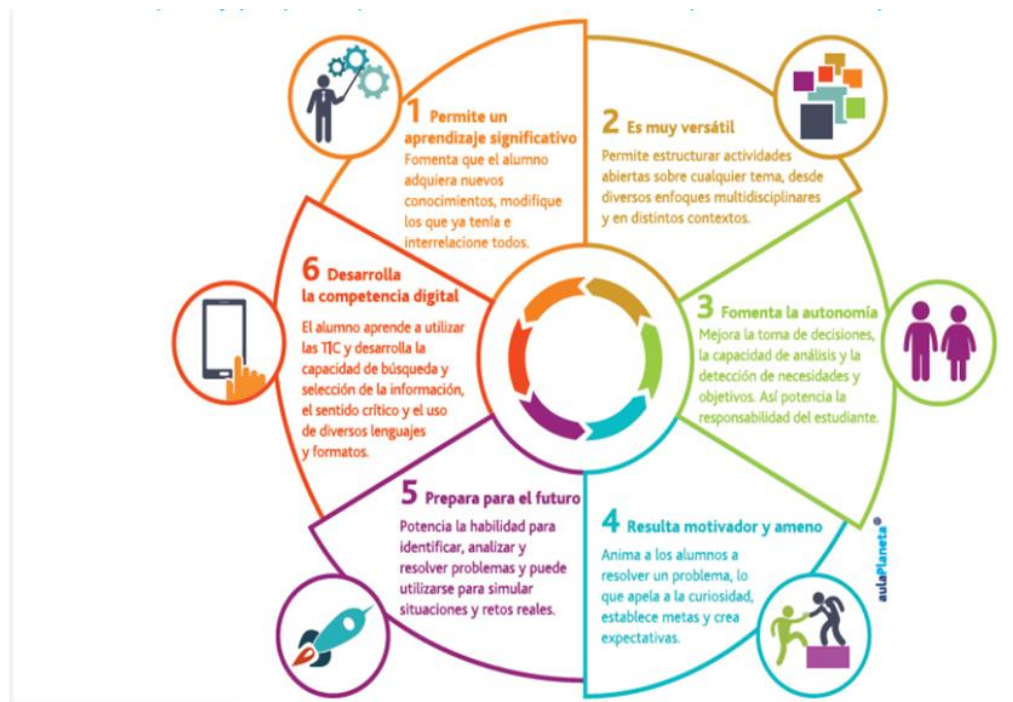 1 Permite un
aprendizaje significativo
Fomenta que el alumno
adquiera nuevos
conocimientos, modifique
los que ya tenía e
interrelacione todos.
2 Es muy versátil
Permite estructurar actividades
abiertas sobre cualquier tema, desde
diversos enfoques multidisciplinares
y en distintos contextos.
3 Fomenta la autonomía
Mejora la toma de decisiones,
la capacidad de análisis y la
detección de necesidades y
objetivos. Así potencia la
responsabilidad del estudiante.
4 Resulta motivador y ameno
Anima a los alumnos a
resolver un problema, lo
que apela a la curiosidad,
establece metas y crea
expectativas.
5 Prepara para el futuro
Potencia la habilidad para
identificar, analizar y
resolver problemas y puede
utilizarse para simular
situaciones y retos reales.
6 Desarrolla
la competencia digital
El alumno aprende a utilizar
las TIC y desarrolla la
capacidad de búsqueda y
selección de la información,
el sentido crítico y el uso
de diversos lenguajes
y formatos.
aulaPlaneta®